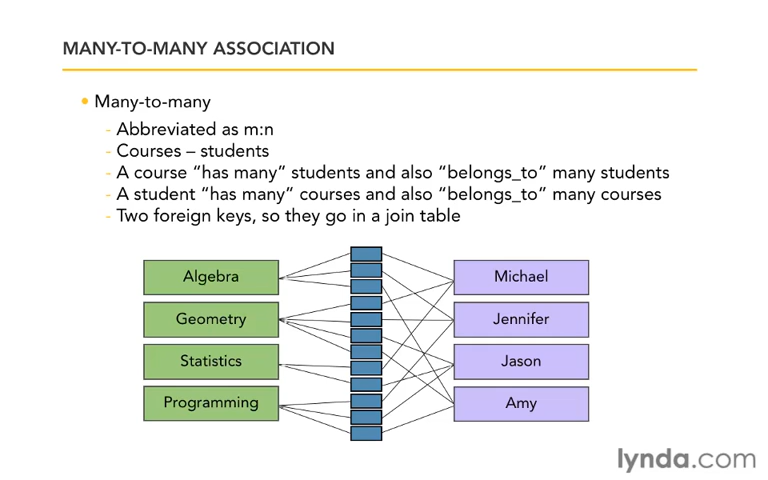 MANY-TO-MANY ASSOCIATION
• Many-to-many
- Abbreviated as m:n
- Courses – students
- A course “has many” students and also “belongs_to” many students
- A student “has many” courses and also “belongs_to” many courses
- Two foreign keys, so they go in a join table
Algebra
Michael
Geometry
Jennifer
Statistics
Jason
Programming
Amy
lynda.com